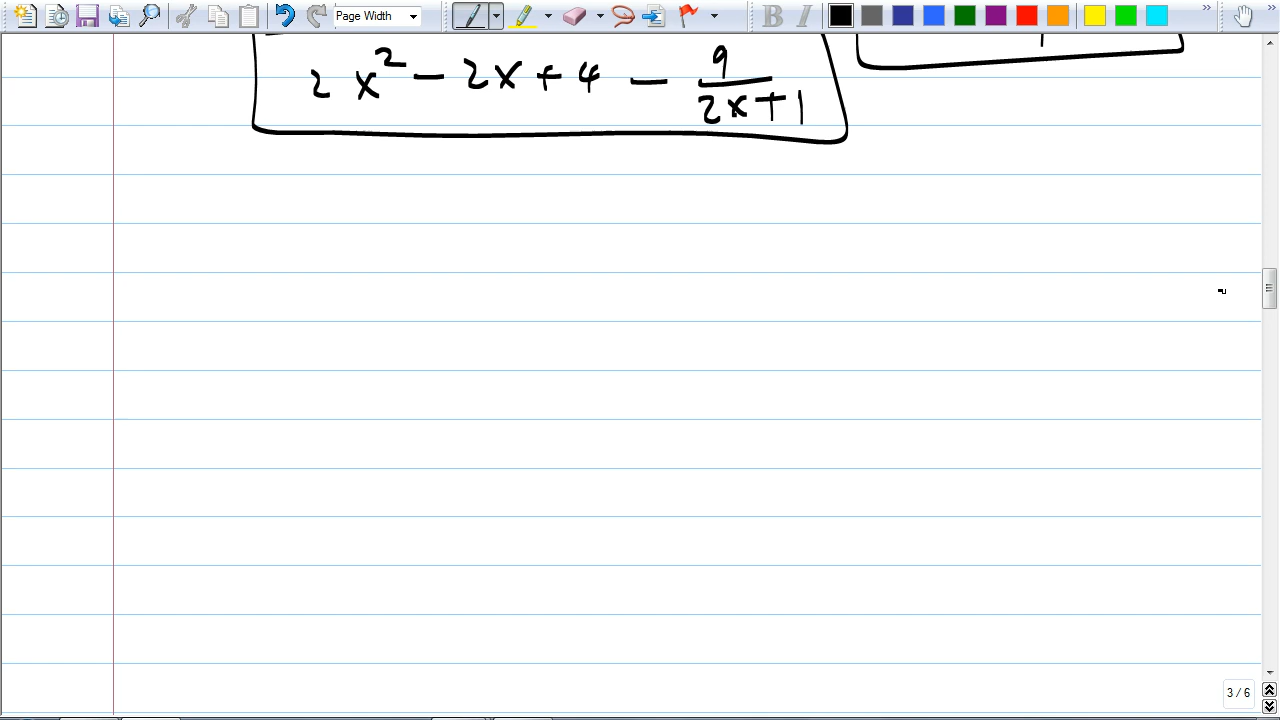 Page Width
B I
2x² - 2x + 4 - 9/(2x+1)
3 / 6